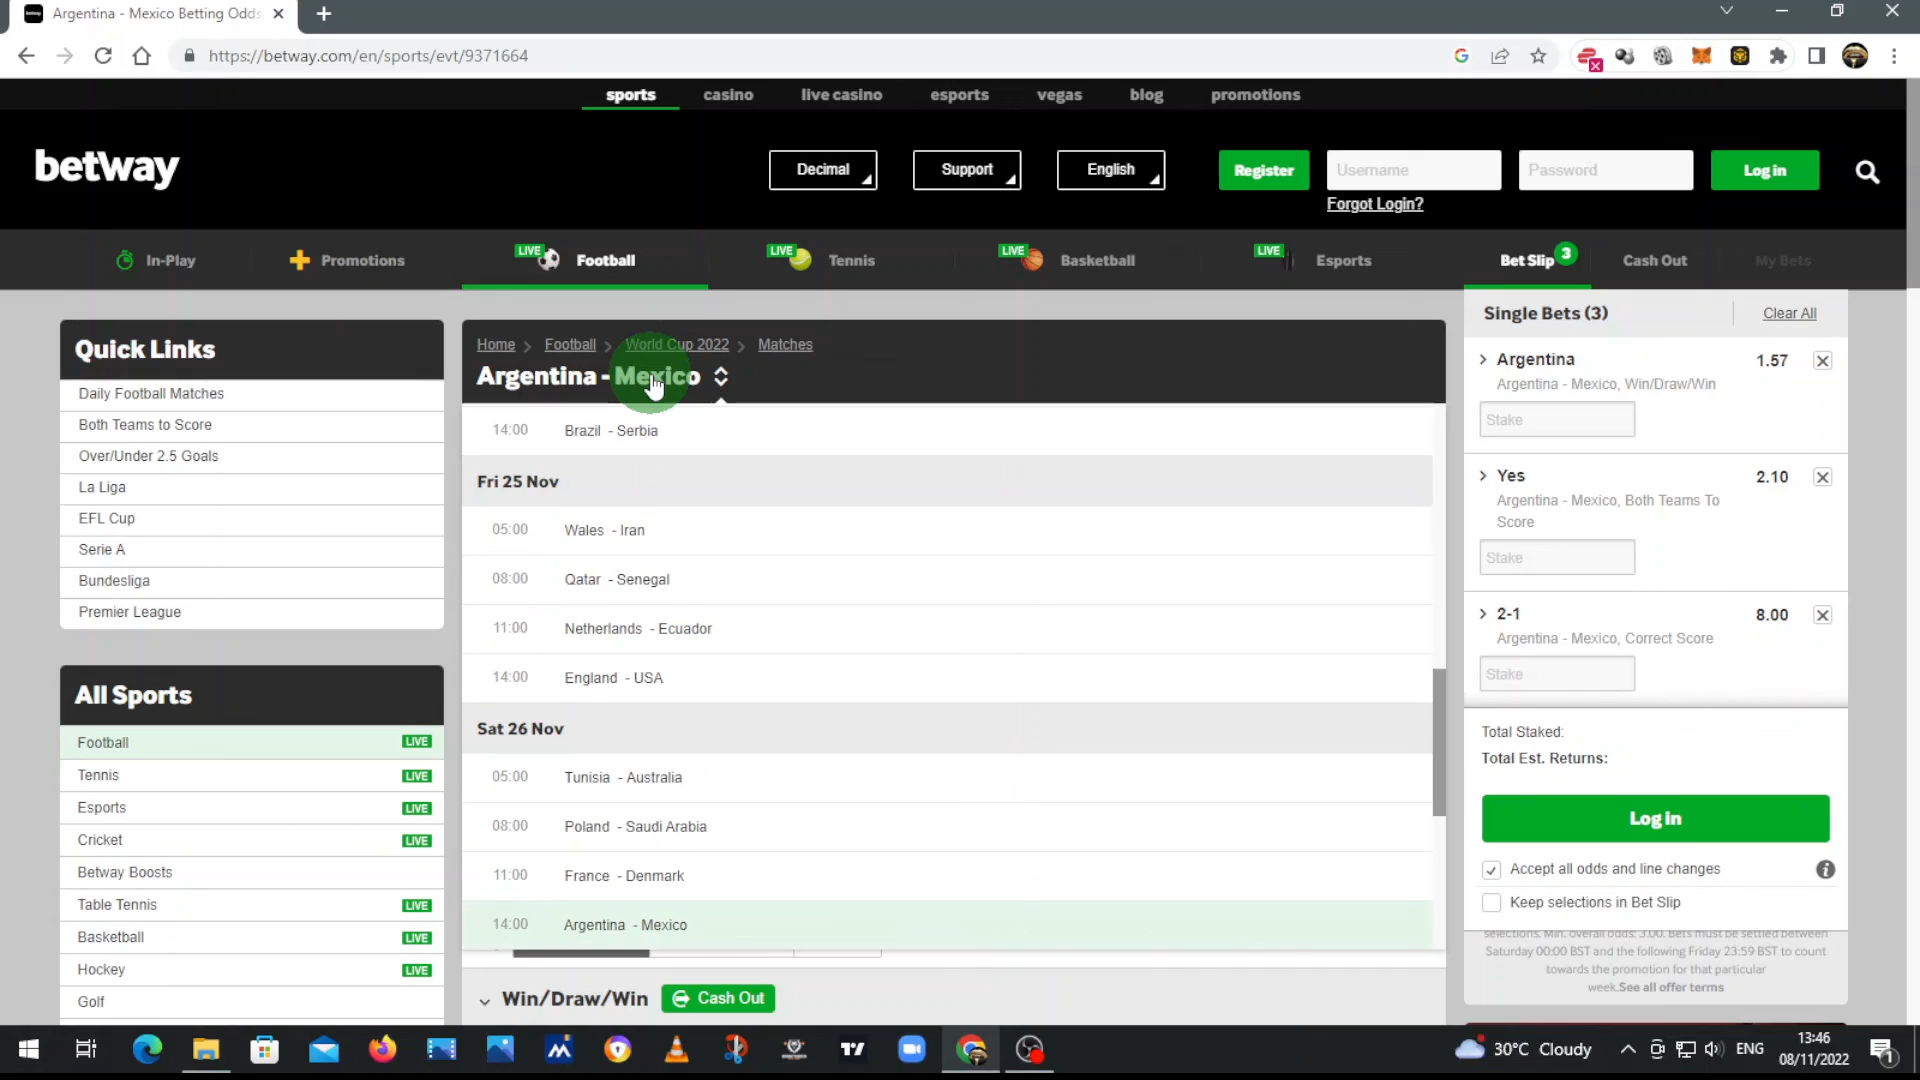 Argentina - Mexico Betting Odds
https://betway.com/en/sports/evt/9371664
sports casino live casino esports vegas blog promotions
betway
Decimal
Support
English
Register
Username
Password
Log in
Forgot Login?
In-Play
Promotions
LIVE Football
LIVE Tennis
LIVE Basketball
LIVE Esports
Bet Slip 3
Cash Out
My Bets
Quick Links
Daily Football Matches
Both Teams to Score
Over/Under 2.5 Goals
La Liga
EFL Cup
Serie A
Bundesliga
Premier League
All Sports
Football LIVE
Tennis LIVE
Esports LIVE
Cricket LIVE
Betway Boosts
Table Tennis LIVE
Basketball LIVE
Hockey LIVE
Golf
Home > Football > World Cup 2022 > Matches
Argentina - Mexico
14:00 Brazil - Serbia
Fri 25 Nov
05:00 Wales - Iran
08:00 Qatar - Senegal
11:00 Netherlands - Ecuador
14:00 England - USA
Sat 26 Nov
05:00 Tunisia - Australia
08:00 Poland - Saudi Arabia
11:00 France - Denmark
14:00 Argentina - Mexico
Win/Draw/Win Cash Out
Single Bets (3) Clear All
Argentina 1.57
Argentina - Mexico, Win/Draw/Win
Stake
Yes 2.10
Argentina - Mexico, Both Teams To
Score
Stake
2-1 8.00
Argentina - Mexico, Correct Score
Stake
Total Staked:
Total Est. Returns:
Log in
Accept all odds and line changes
Keep selections in Bet Slip
selections. Min. overall odds: 3.00. Bets must be settled between
Saturday 00:00 BST and the following Friday 23:59 BST to count
towards the promotion for that particular
week.See all offer terms
30°C Cloudy
ENG
13:46
08/11/2022
1